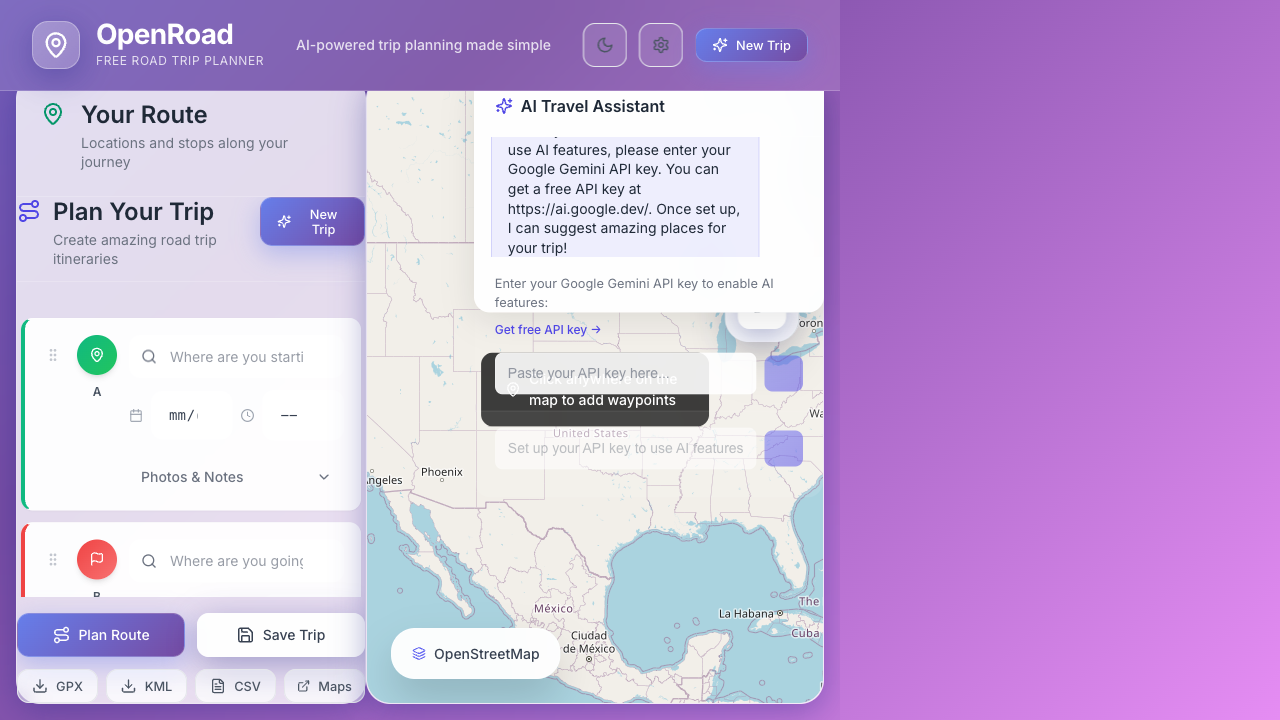 OpenRoad
FREE ROAD TRIP PLANNER
AI-powered trip planning made simple
New Trip
Your Route
Locations and stops along your
journey
Plan Your Trip
Create amazing road trip
itineraries
New
Trip
A
Where are you starti
mm/
--
Photos & Notes
Where are you going
Plan Route
Save Trip
GPX
KML
CSV
Maps
AI Travel Assistant
use AI features, please enter your
Google Gemini API key. You can
get a free API key at
https://ai.google.dev/. Once set up,
I can suggest amazing places for
your trip!
Enter your Google Gemini API key to enable AI
features:
Get free API key →
Paste your API key here...
Click anywhere on the
map to add waypoints
United States
Set up your API key to use AI features
Phoenix
ngeles
oron
Wa
México
Ciudad
de México
La Habana
The
Cuba
OpenStreetMap